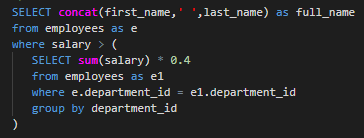 SELECT concat(first_name,' ',last_name) as full_name
from employees as e
where salary > (
SELECT sum(salary) * 0.4
from employees as e1
where e.department_id = e1.department_id
group by department_id
)